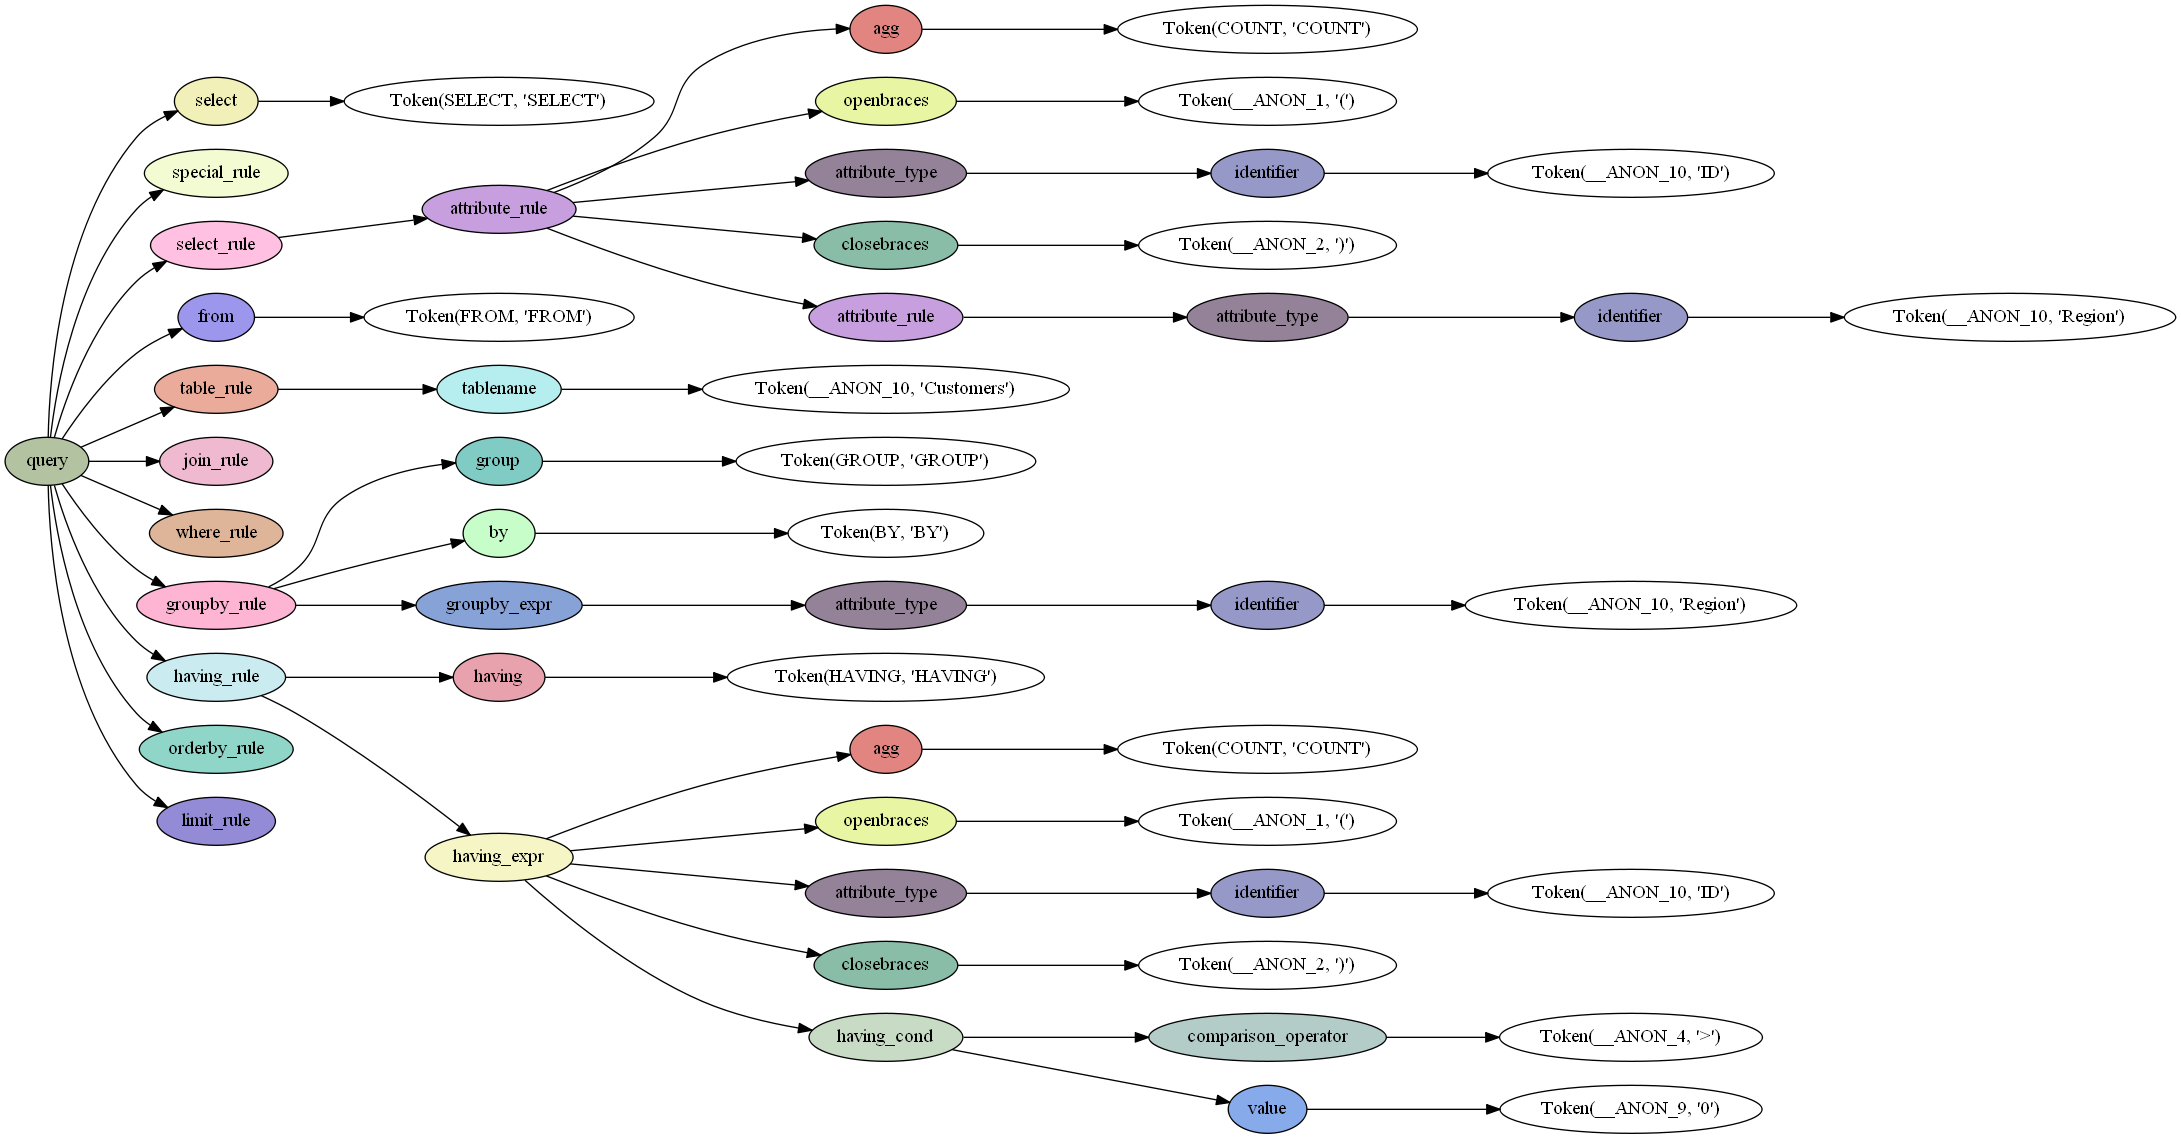 agg
Token(COUNT, 'COUNT')
select
Token(SELECT, 'SELECT')
openbraces
Token(__ANON_1, '(')
special_rule
attribute_type
identifier
Token(__ANON_10, 'ID')
attribute_rule
select_rule
closebraces
Token(__ANON_2, ')')
from
Token(FROM, 'FROM')
attribute_rule
attribute_type
identifier
Token(__ANON_10, 'Region')
table_rule
tablename
Token(__ANON_10, 'Customers')
query
join_rule
group
Token(GROUP, 'GROUP')
where_rule
by
Token(BY, 'BY')
groupby_rule
groupby_expr
attribute_type
identifier
Token(__ANON_10, 'Region')
having_rule
having
Token(HAVING, 'HAVING')
orderby_rule
agg
Token(COUNT, 'COUNT')
limit_rule
openbraces
Token(__ANON_1, '(')
having_expr
attribute_type
identifier
Token(__ANON_10, 'ID')
closebraces
Token(__ANON_2, ')')
having_cond
comparison_operator
Token(__ANON_4, '>')
value
Token(__ANON_9, '0')